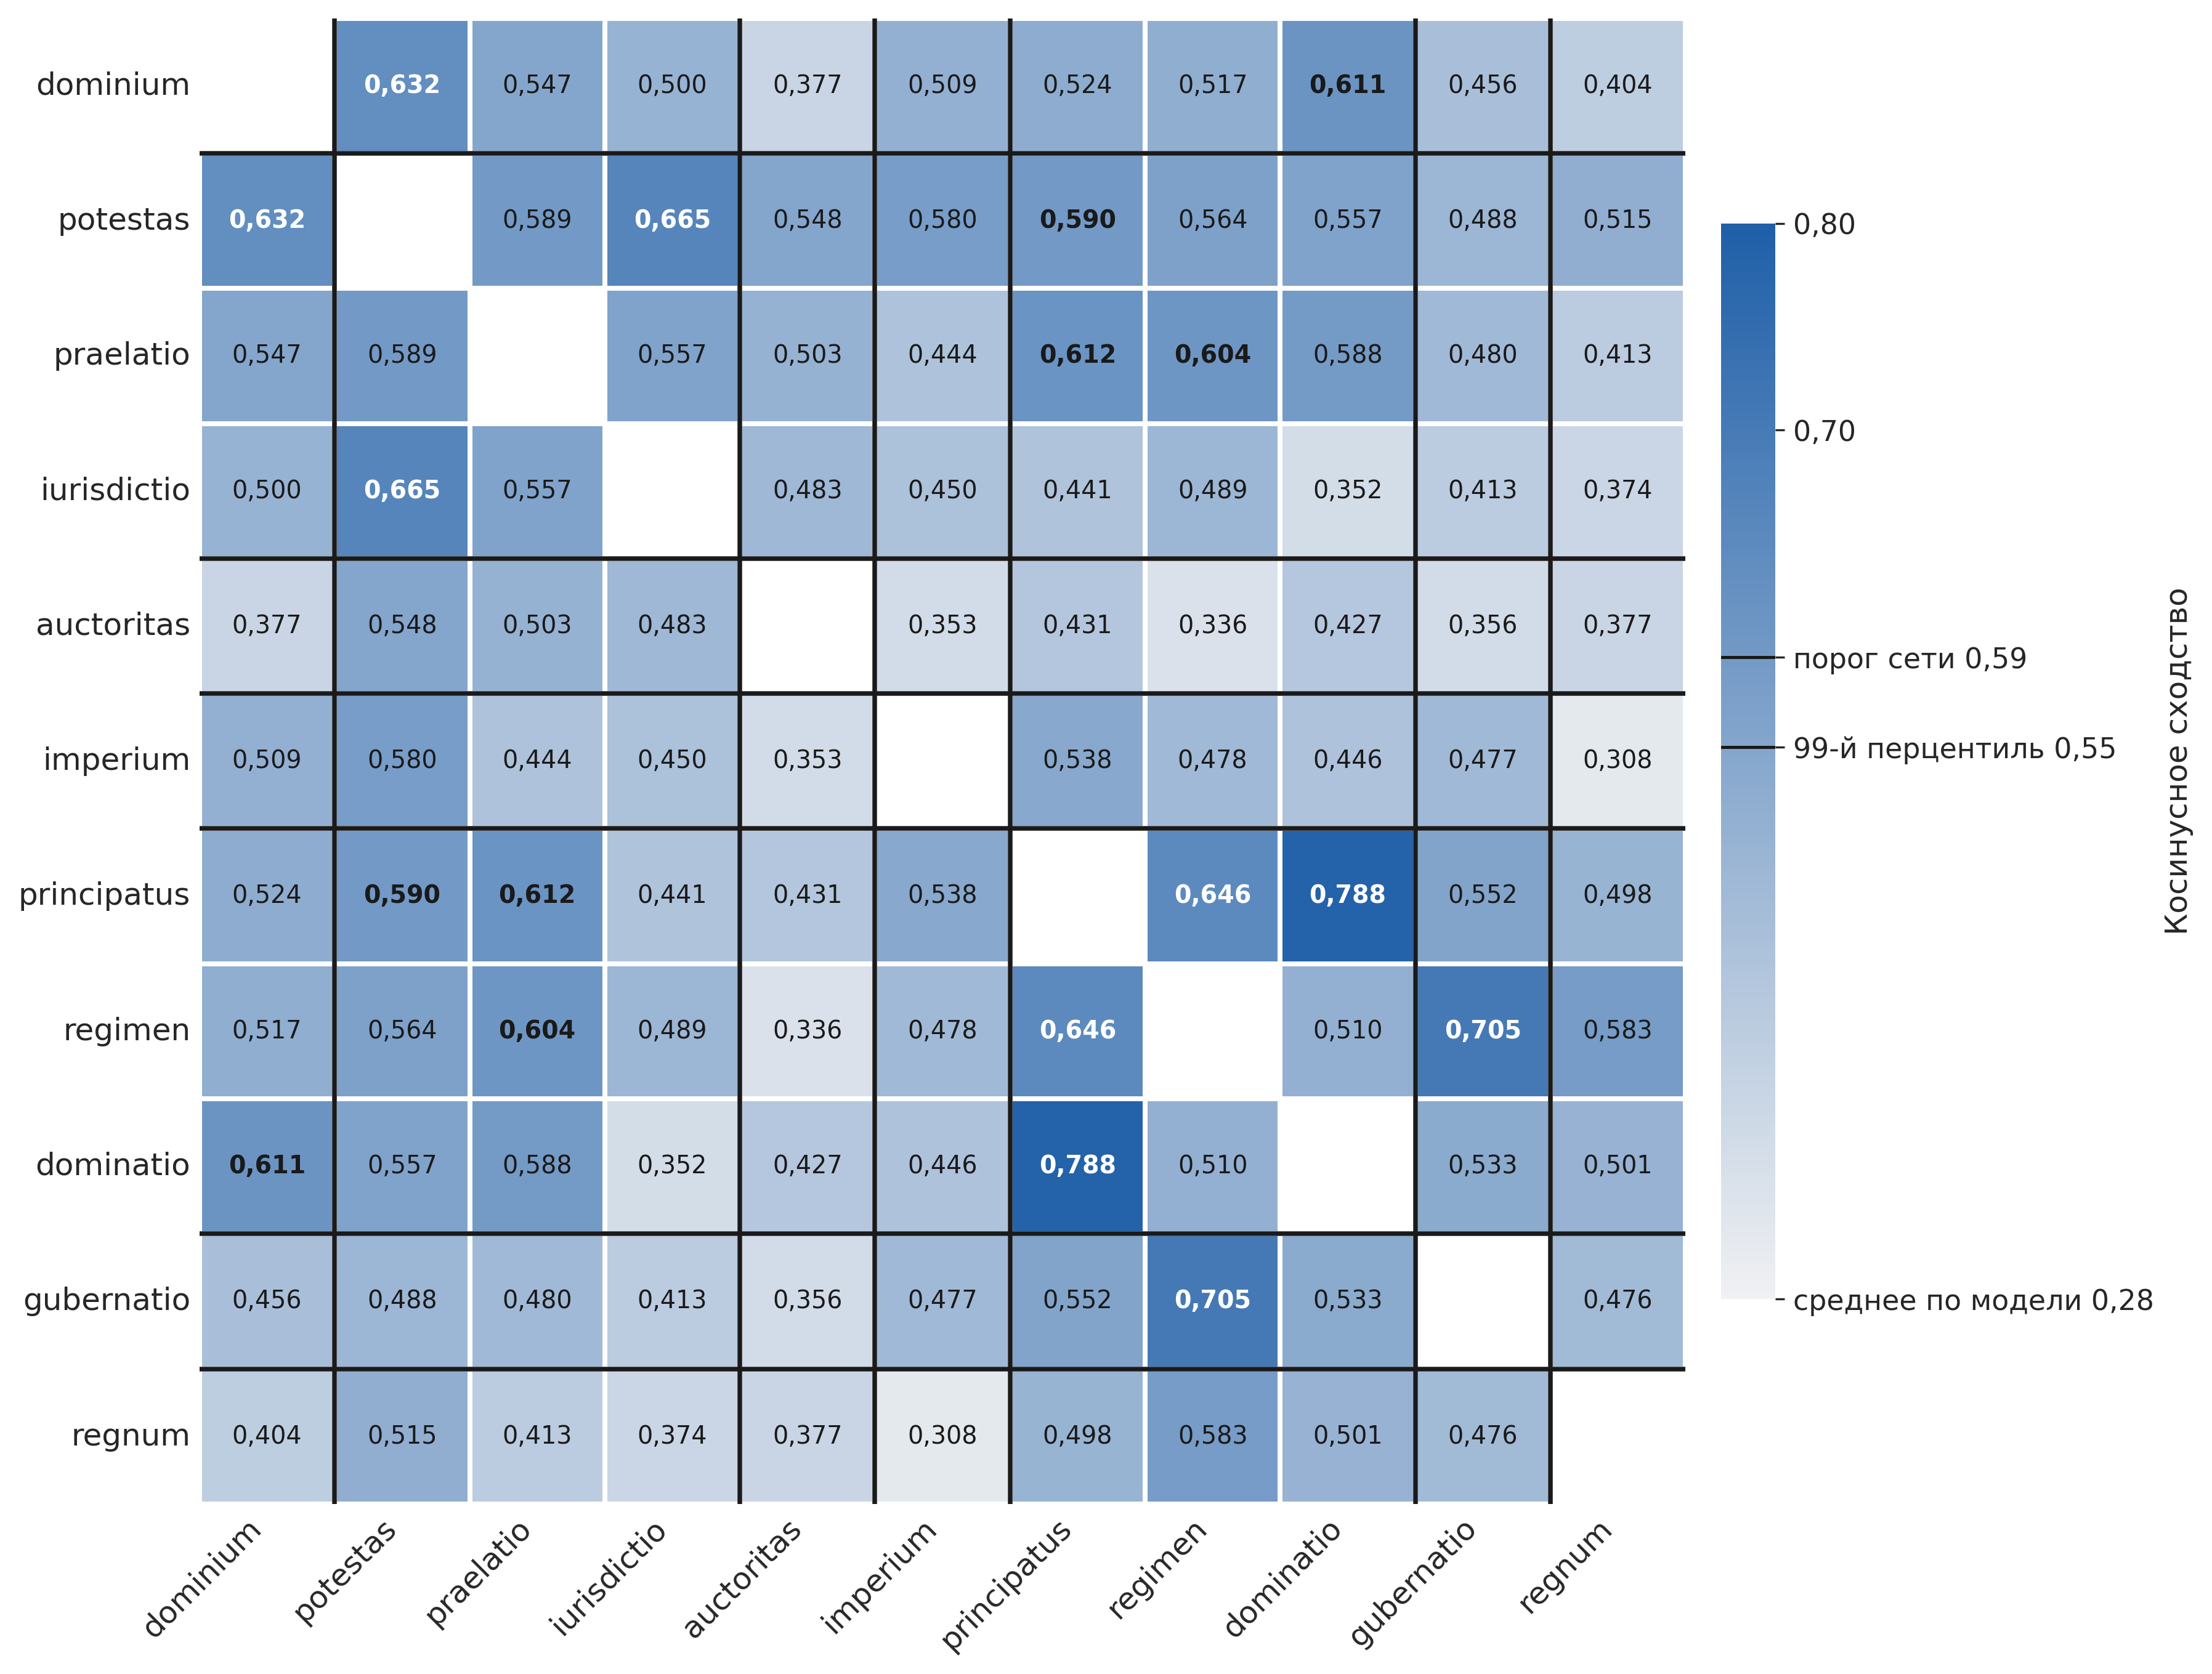 dominium 0,632 0,547 0,500 0,377 0,509 0,524 0,517 0,611 0,456 0,404
potestas 0,632 0,589 0,665 0,548 0,580 0,590 0,564 0,557 0,488 0,515
praelatio 0,547 0,589 0,557 0,503 0,444 0,612 0,604 0,588 0,480 0,413
iurisdictio 0,500 0,665 0,557 0,483 0,450 0,441 0,489 0,352 0,413 0,374
auctoritas 0,377 0,548 0,503 0,483 0,353 0,431 0,336 0,427 0,356 0,377
imperium 0,509 0,580 0,444 0,450 0,353 0,538 0,478 0,446 0,477 0,308
principatus 0,524 0,590 0,612 0,441 0,431 0,538 0,646 0,788 0,552 0,498
regimen 0,517 0,564 0,604 0,489 0,336 0,478 0,646 0,510 0,705 0,583
dominatio 0,611 0,557 0,588 0,352 0,427 0,446 0,788 0,510 0,533 0,501
gubernatio 0,456 0,488 0,480 0,413 0,356 0,477 0,552 0,705 0,533 0,476
regnum 0,404 0,515 0,413 0,374 0,377 0,308 0,498 0,583 0,501 0,476
dominium potestas praelatio iurisdictio auctoritas imperium principatus regimen dominatio gubernatio regnum
0,80
0,70
порог сети 0,59
99-й перцентиль 0,55
среднее по модели 0,28
Косинусное сходство